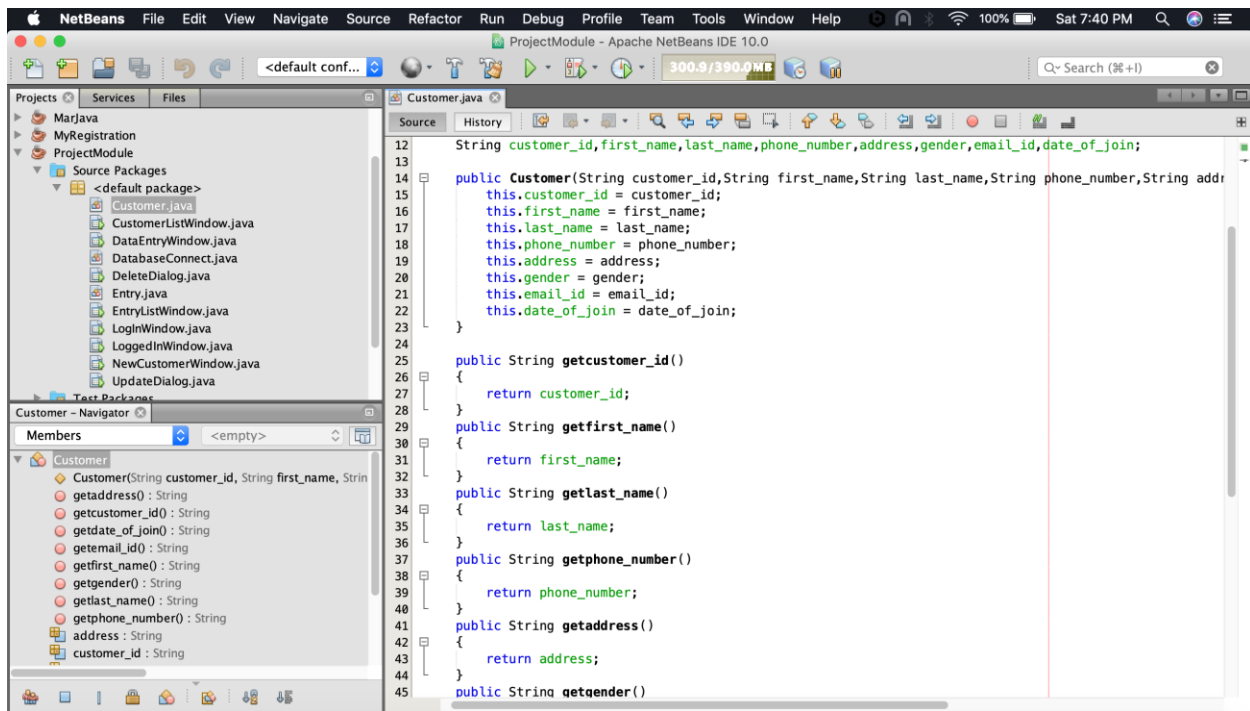 NetBeans File Edit View Navigate Source Refactor Run Debug Profile Team Tools Window Help 100% Sat 7:40 PM
ProjectModule - Apache NetBeans IDE 10.0
<default conf... 300.9/390.0MB Search (⌘+I)
Projects Services Files
MarJava
MyRegistration
ProjectModule
Source Packages
<default package>
Customer.java
CustomerListWindow.java
DataEntryWindow.java
DatabaseConnect.java
DeleteDialog.java
Entry.java
EntryListWindow.java
LogInWindow.java
LoggedInWindow.java
NewCustomerWindow.java
UpdateDialog.java
Test Packages
Customer - Navigator
Members <empty>
Customer
Customer(String customer_id, String first_name, Strin
getaddress() : String
getcustomer_id() : String
getdate_of_join() : String
getemail_id() : String
getfirst_name() : String
getgender() : String
getlast_name() : String
getphone_number() : String
address : String
customer_id : String
Customer.java
Source History
12 String customer_id,first_name,last_name,phone_number,address,gender,email_id,date_of_join;
13
14 public Customer(String customer_id,String first_name,String last_name,String phone_number,String addr
15 this.customer_id = customer_id;
16 this.first_name = first_name;
17 this.last_name = last_name;
18 this.phone_number = phone_number;
19 this.address = address;
20 this.gender = gender;
21 this.email_id = email_id;
22 this.date_of_join = date_of_join;
23 }
24
25 public String getcustomer_id()
26 {
27 return customer_id;
28 }
29 public String getfirst_name()
30 {
31 return first_name;
32 }
33 public String getlast_name()
34 {
35 return last_name;
36 }
37 public String getphone_number()
38 {
39 return phone_number;
40 }
41 public String getaddress()
42 {
43 return address;
44 }
45 public String getgender()